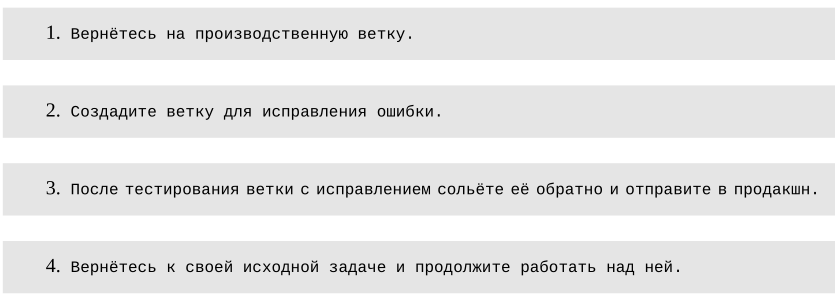 1. Вернётесь на производственную ветку.
2. Создадите ветку для исправления ошибки.
3. После тестирования ветки с исправлением сольёте её обратно и отправите в продакшн.
4. Вернётесь к своей исходной задаче и продолжите работать над ней.